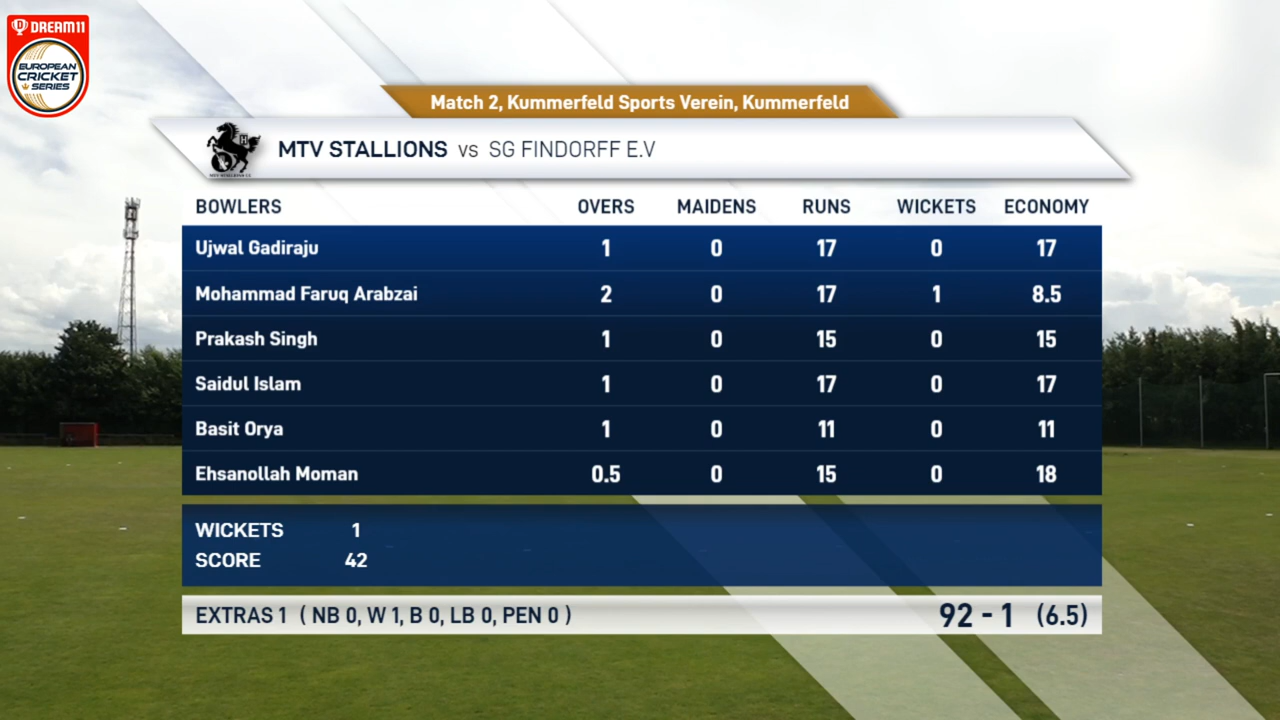 DREAM11
EUROPEAN
CRICKET
SERIES
Match 2, Kummerfeld Sports Verein, Kummerfeld
MTV STALLIONS vs SG FINDORFF E.V
BOWLERS OVERS MAIDENS RUNS WICKETS ECONOMY
Ujwal Gadiraju 1 0 17 0 17
Mohammad Faruq Arabzai 2 0 17 1 8.5
Prakash Singh 1 0 15 0 15
Saidul Islam 1 0 17 0 17
Basit Orya 1 0 11 0 11
Ehsanollah Moman 0.5 0 15 0 18
WICKETS 1
SCORE 42
EXTRAS 1 ( NB 0, W 1, B 0, LB 0, PEN 0 ) 92 - 1 (6.5)